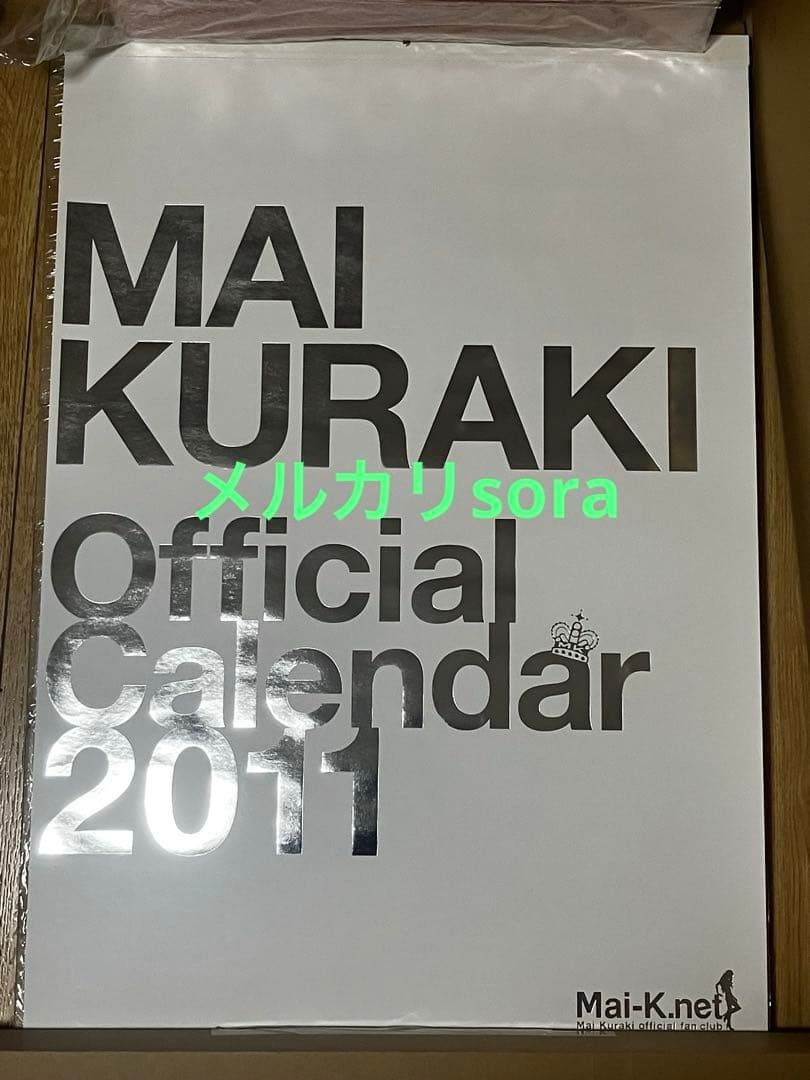 MAI
KURAKI
メルカリsora
Official
Calendar
2011
Mai-K.net
Mai Kuraki official fan club